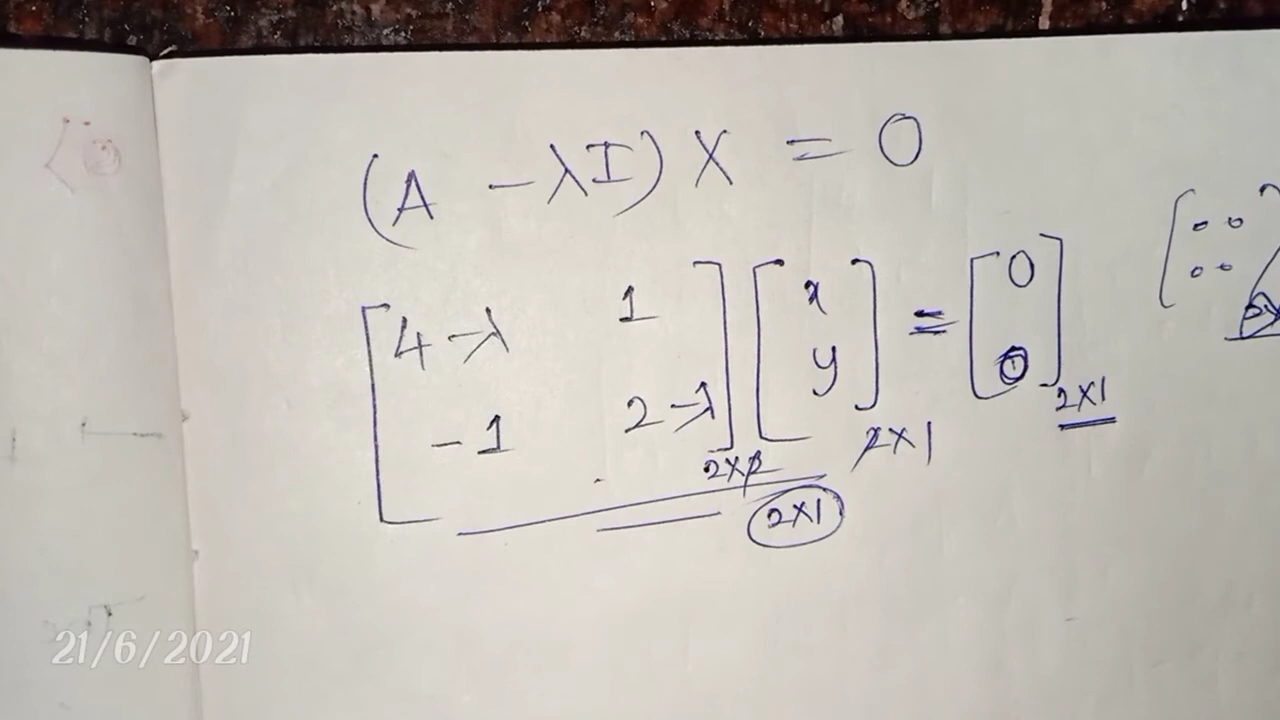 (A - λI) X = 0
[4-λ 1] [x] = [0]
[-1 2-λ]2×2 [y]2×1 [0]2×1
2×1
21/6/2021